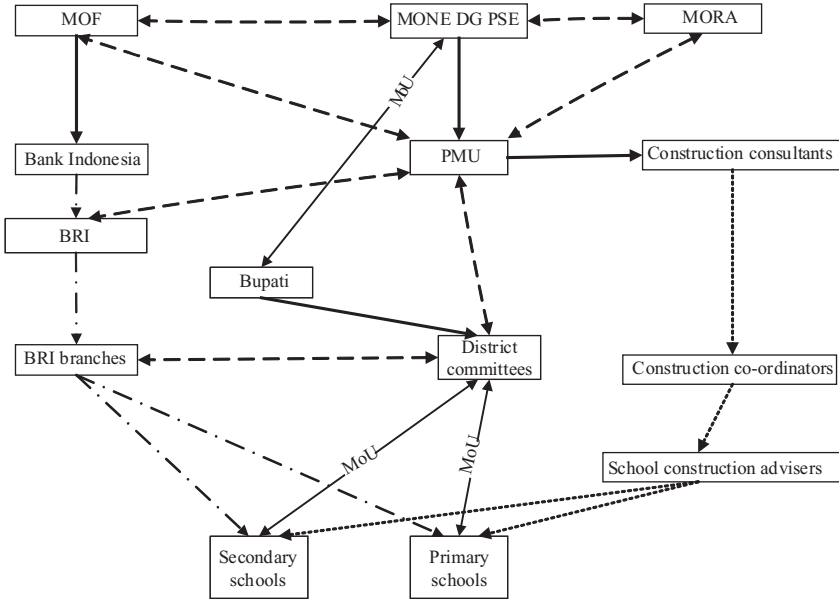 MOF
MONE DG PSE
MORA
MoU
Bank Indonesia
PMU
Construction consultants
BRI
Bupati
BRI branches
District
committees
Construction co-ordinators
MoU
MoU
School construction advisers
Secondary
schools
Primary
schools